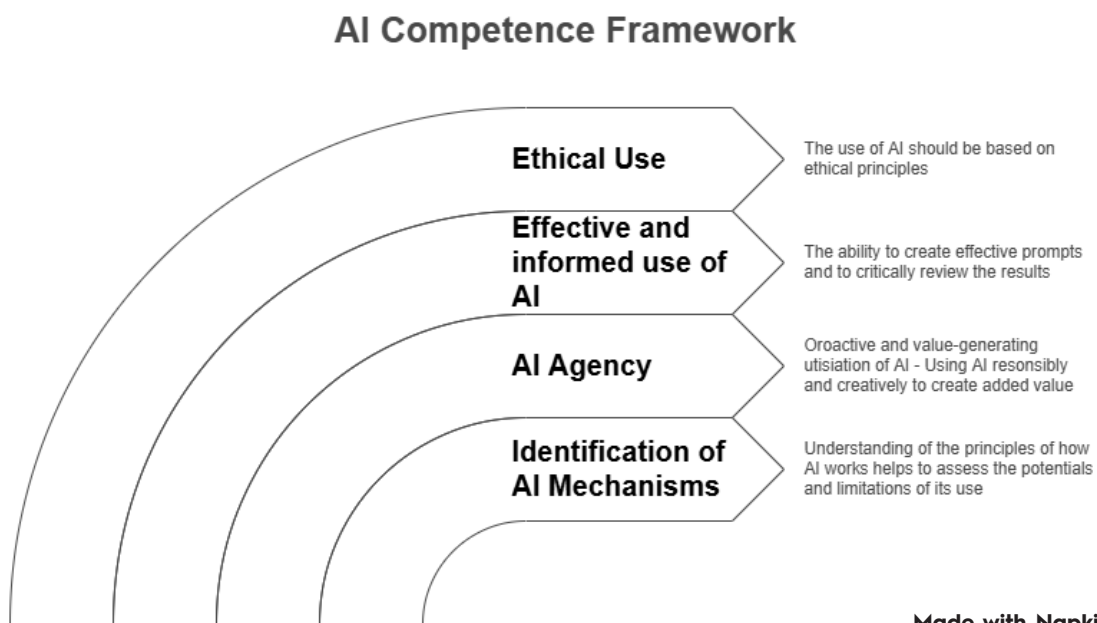 AI Competence Framework
Ethical Use
The use of AI should be based on
ethical principles
Effective and
informed use of
AI
The ability to create effective prompts
and to critically review the results
AI Agency
Oroactive and value-generating
utisiation of AI - Using AI resonsibly
and creatively to create added value
Identification of
AI Mechanisms
Understanding of the principles of how
AI works helps to assess the potentials
and limitations of its use
Made with Napki